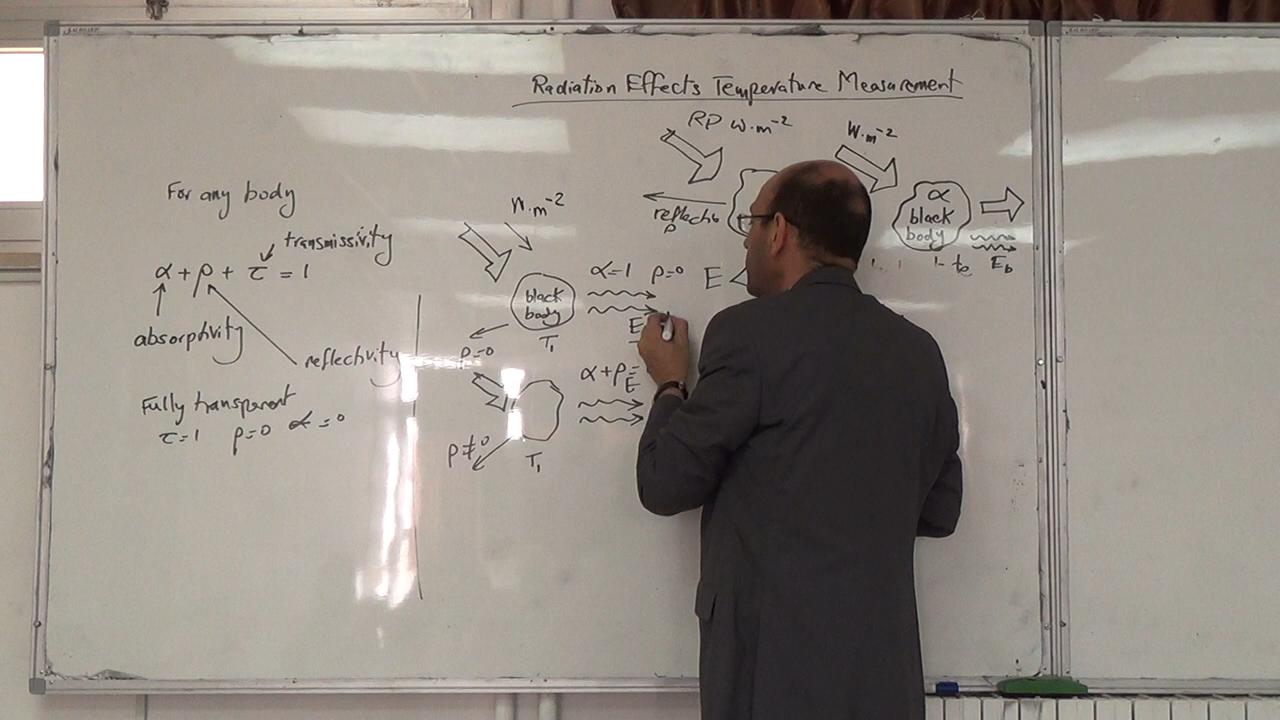 Radiation Effects Temperature Measurement
RP W.m⁻²
W.m⁻²
For any body
transmissivity
α + ρ + τ = 1
absorptivity
reflectivity
Fully transparent
τ=1 ρ=0 α=0
W.m⁻²
black
body
T₁
α=1 ρ=0
E
ρ=0
α+ρ=
E
ρ≠0
T₁
ρ
E
α
black
body
E_b